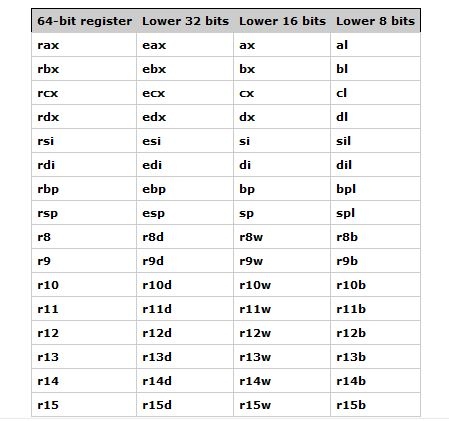 64-bit register Lower 32 bits Lower 16 bits Lower 8 bits
rax eax ax al
rbx ebx bx bl
rcx ecx cx cl
rdx edx dx dl
rsi esi si sil
rdi edi di dil
rbp ebp bp bpl
rsp esp sp spl
r8 r8d r8w r8b
r9 r9d r9w r9b
r10 r10d r10w r10b
r11 r11d r11w r11b
r12 r12d r12w r12b
r13 r13d r13w r13b
r14 r14d r14w r14b
r15 r15d r15w r15b